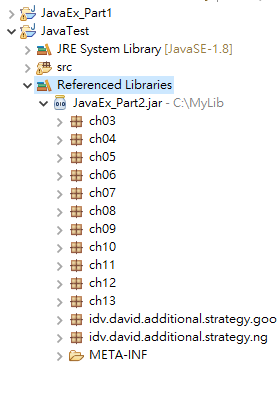 JavaEx_Part1
JavaTest
JRE System Library [JavaSE-1.8]
src
Referenced Libraries
JavaEx_Part2.jar - C:\MyLib
ch03
ch04
ch05
ch06
ch07
ch08
ch09
ch10
ch11
ch12
ch13
idv.david.additional.strategy.goo
idv.david.additional.strategy.ng
META-INF